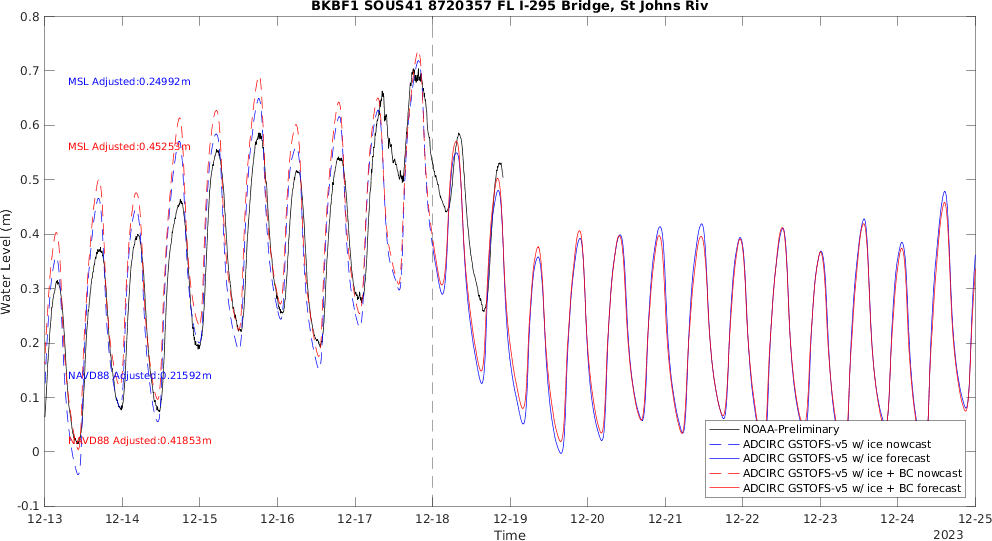 BKBF1 SOUS41 8720357 FL I-295 Bridge, St Johns Riv
0.8
0.7
0.6
0.5
0.4
0.3
0.2
0.1
0
-0.1
Water Level (m)
MSL Adjusted:0.24992m
MSL Adjusted:0.45253m
NAVD88 Adjusted:0.21592m
NAVD88 Adjusted:0.41853m
NOAA-Preliminary
ADCIRC GSTOFS-v5 w/ ice nowcast
ADCIRC GSTOFS-v5 w/ ice forecast
ADCIRC GSTOFS-v5 w/ ice + BC nowcast
ADCIRC GSTOFS-v5 w/ ice + BC forecast
12-13 12-14 12-15 12-16 12-17 12-18 12-19 12-20 12-21 12-22 12-23 12-24 12-25
Time
2023